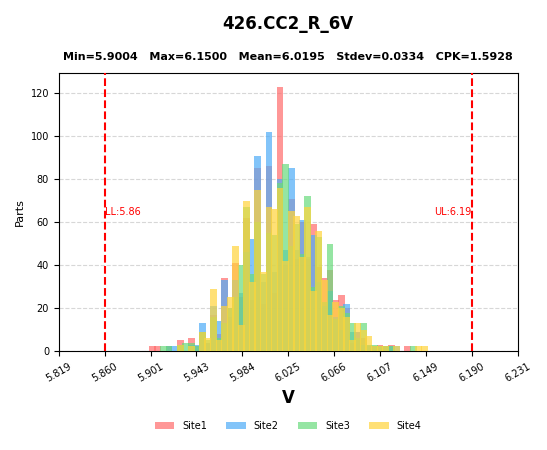 426.CC2_R_6V
Min=5.9004 Max=6.1500 Mean=6.0195 Stdev=0.0334 CPK=1.5928
Parts
120
100
80
60
40
20
0
LL:5.86
UL:6.19
5.819 5.860 5.901 5.943 5.984 6.025 6.066 6.107 6.149 6.190 6.231
V
Site1 Site2 Site3 Site4